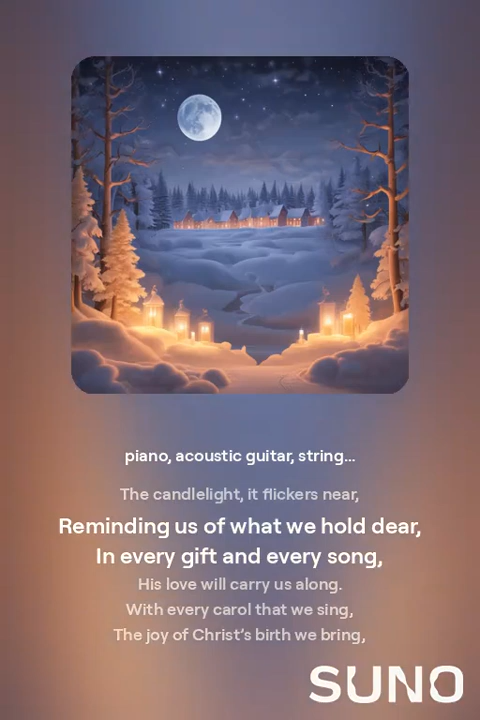 piano, acoustic guitar, string...
The candlelight, it flickers near,
Reminding us of what we hold dear,
In every gift and every song,
His love will carry us along.
With every carol that we sing,
The joy of Christ's birth we bring,
SUNO